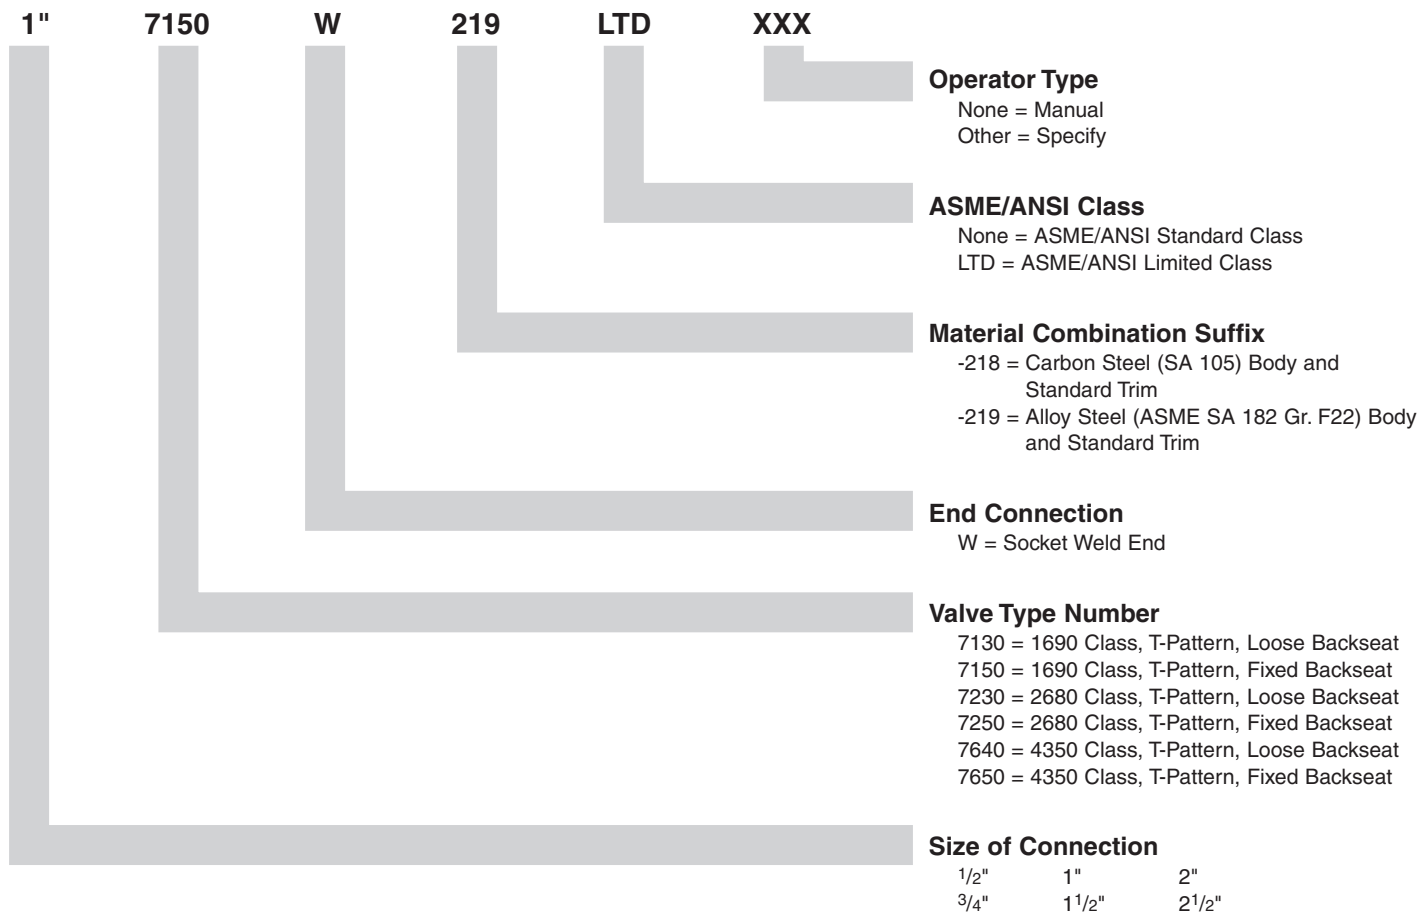 1" 7150 W 219 LTD XXX
Operator Type
None = Manual
Other = Specify
ASME/ANSI Class
None = ASME/ANSI Standard Class
LTD = ASME/ANSI Limited Class
Material Combination Suffix
-218 = Carbon Steel (SA 105) Body and
Standard Trim
-219 = Alloy Steel (ASME SA 182 Gr. F22) Body
and Standard Trim
End Connection
W = Socket Weld End
Valve Type Number
7130 = 1690 Class, T-Pattern, Loose Backseat
7150 = 1690 Class, T-Pattern, Fixed Backseat
7230 = 2680 Class, T-Pattern, Loose Backseat
7250 = 2680 Class, T-Pattern, Fixed Backseat
7640 = 4350 Class, T-Pattern, Loose Backseat
7650 = 4350 Class, T-Pattern, Fixed Backseat
Size of Connection
1/2" 1" 2"
3/4" 1 1/2" 2 1/2"